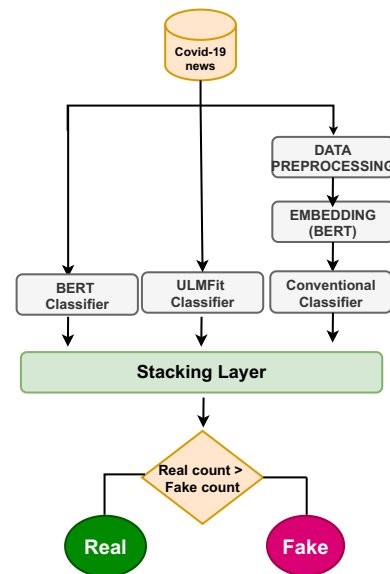 Covid-19
news
DATA
PREPROCESSING
EMBEDDING
(BERT)
BERT
Classifier
ULMFit
Classifier
Conventional
Classifier
Stacking Layer
Real count >
Fake count
Real
Fake